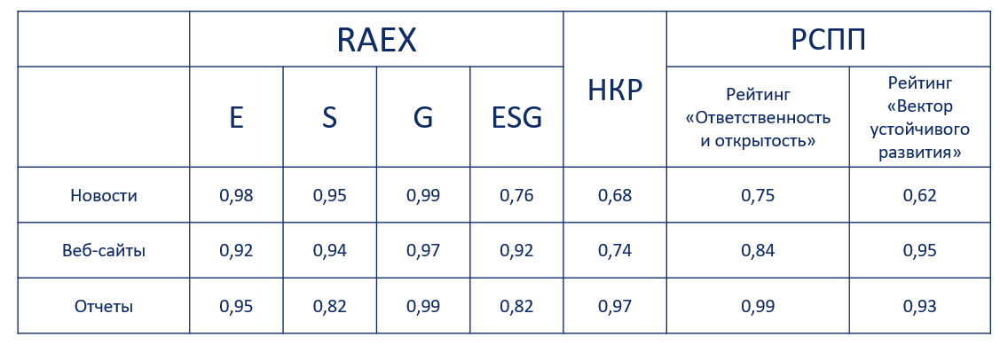 RAEX НКР РСПП
E S G ESG Рейтинг «Ответственность и открытость» Рейтинг «Вектор устойчивого развития»
Новости 0,98 0,95 0,99 0,76 0,68 0,75 0,62
Веб-сайты 0,92 0,94 0,97 0,92 0,74 0,84 0,95
Отчеты 0,95 0,82 0,99 0,82 0,97 0,99 0,93